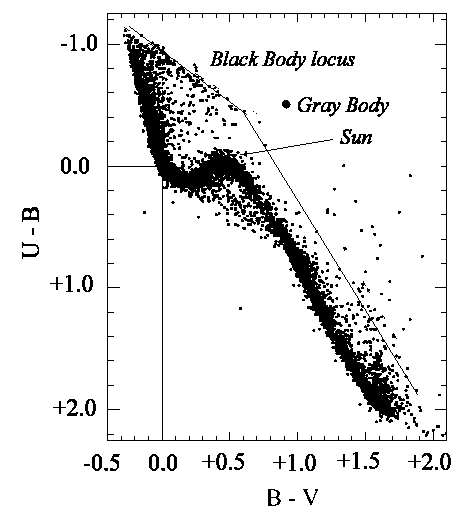 Black Body locus
Gray Body
Sun
U - B
-1.0
0.0
+1.0
+2.0
-0.5 0.0 +0.5 +1.0 +1.5 +2.0
B - V